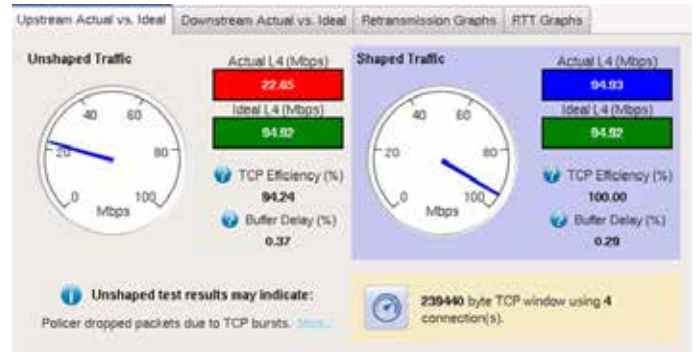 Upstream Actual vs. Ideal
Downstream Actual vs. Ideal
Retransmission Graphs
RTT Graphs
Unshaped Traffic
Actual L4 (Mbps)
22.65
Ideal L4 (Mbps)
94.92
TCP Efficiency (%)
94.24
Buffer Delay (%)
0.37
0
20
40
60
80
100
Mbps
Shaped Traffic
Actual L4 (Mbps)
94.93
Ideal L4 (Mbps)
94.92
TCP Efficiency (%)
100.00
Buffer Delay (%)
0.29
0
20
40
60
80
100
Mbps
Unshaped test results may indicate:
Policer dropped packets due to TCP bursts.
239440 byte TCP window using 4
connection(s).